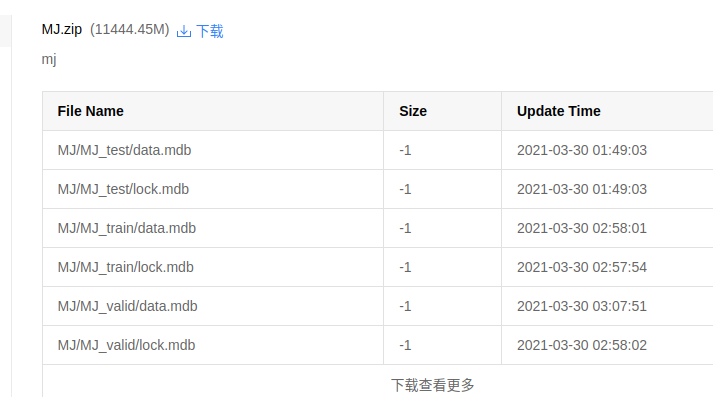 MJ.zip (11444.45M) 下载
mj
File Name Size Update Time
MJ/MJ_test/data.mdb -1 2021-03-30 01:49:03
MJ/MJ_test/lock.mdb -1 2021-03-30 01:49:03
MJ/MJ_train/data.mdb -1 2021-03-30 02:58:01
MJ/MJ_train/lock.mdb -1 2021-03-30 02:57:54
MJ/MJ_valid/data.mdb -1 2021-03-30 03:07:51
MJ/MJ_valid/lock.mdb -1 2021-03-30 02:58:02
下载查看更多